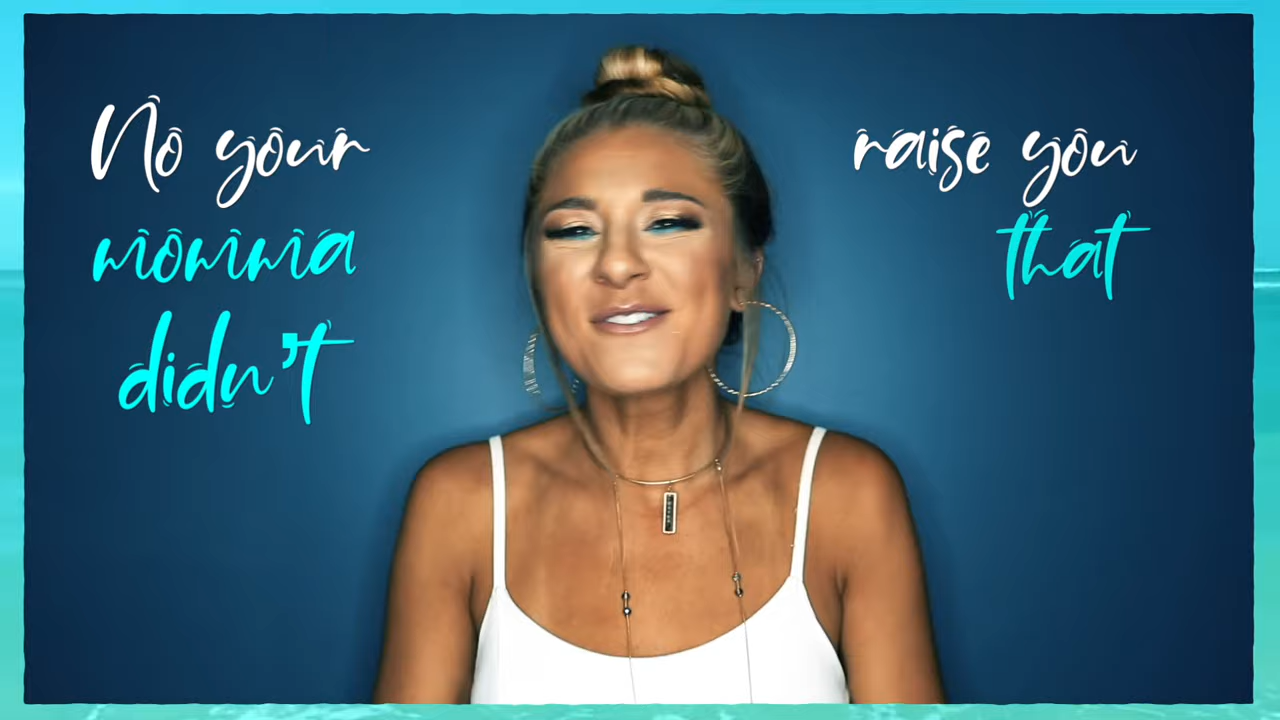 No your
momma
didn't
raise you
that